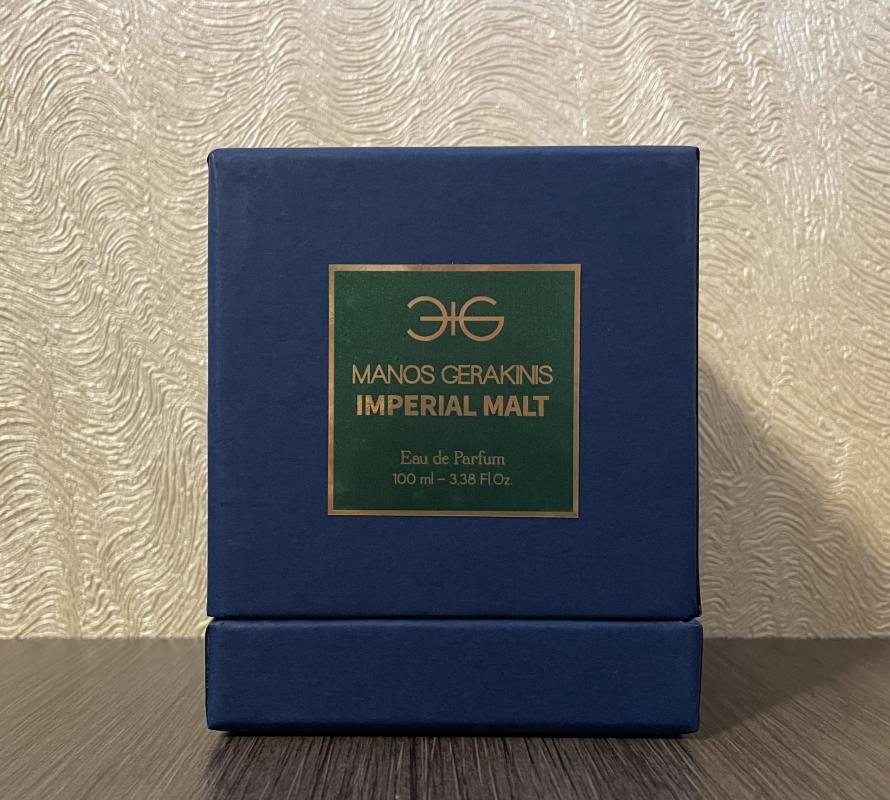 MANOS GERAKINIS
IMPERIAL MALT
Eau de Parfum
100 ml – 3,38 Fl.Oz.